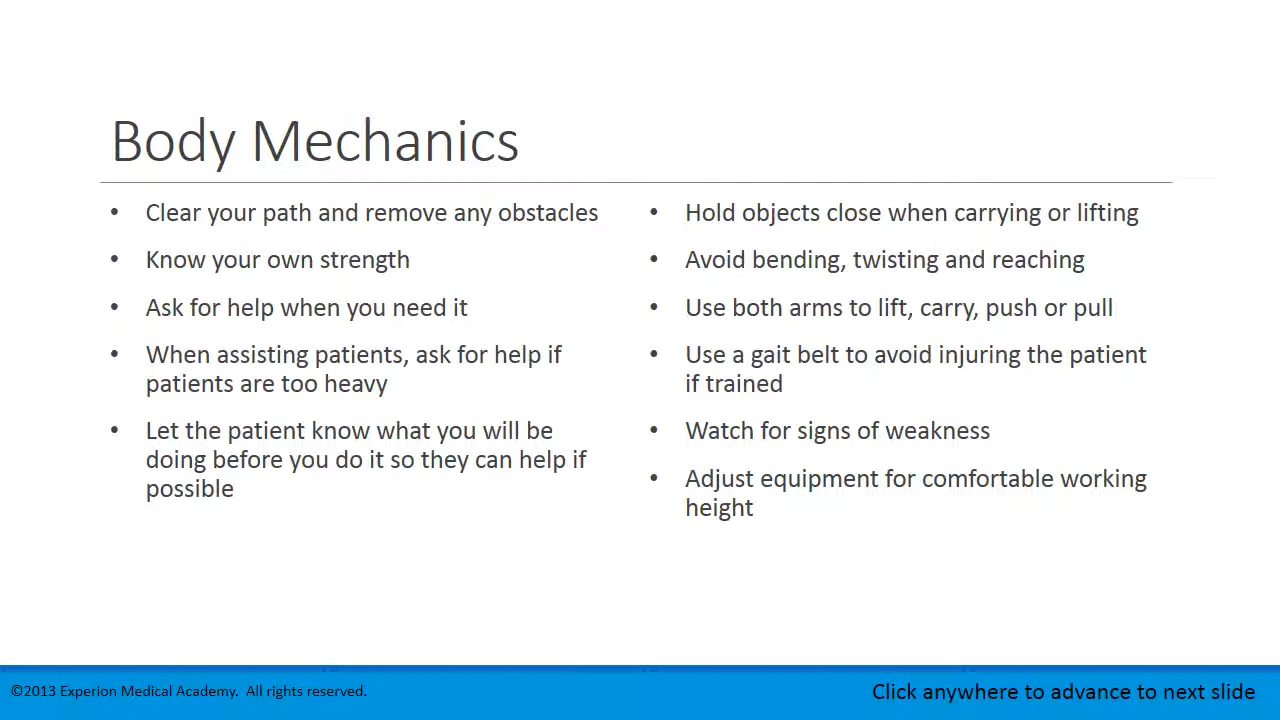 Body Mechanics
• Clear your path and remove any obstacles
• Know your own strength
• Ask for help when you need it
• When assisting patients, ask for help if
patients are too heavy
• Let the patient know what you will be
doing before you do it so they can help if
possible
• Hold objects close when carrying or lifting
• Avoid bending, twisting and reaching
• Use both arms to lift, carry, push or pull
• Use a gait belt to avoid injuring the patient
if trained
• Watch for signs of weakness
• Adjust equipment for comfortable working
height
©2013 Experion Medical Academy. All rights reserved.
Click anywhere to advance to next slide